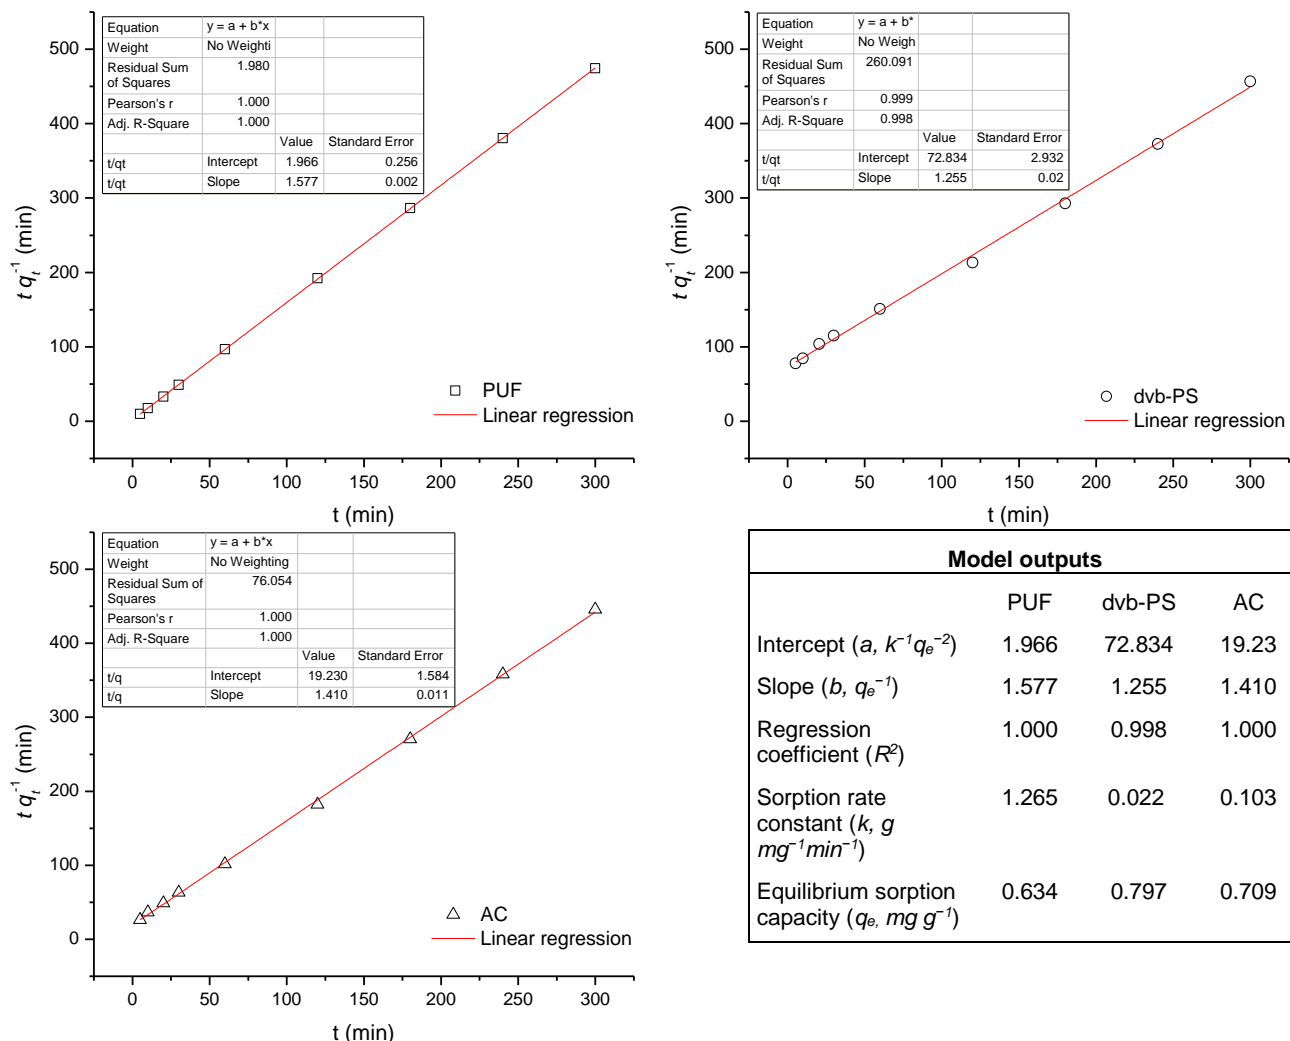 Equation y = a + b*x
Weight No Weighti
Residual Sum of Squares 1.980
Pearson's r 1.000
Adj. R-Square 1.000
Value Standard Error
t/qt Intercept 1.966 0.256
t/qt Slope 1.577 0.002
500
400
300
200
100
0
t qt-1 (min)
PUF
Linear regression
0 50 100 150 200 250 300
t (min)
Equation y = a + b*
Weight No Weigh
Residual Sum of Squares 260.091
Pearson's r 0.999
Adj. R-Square 0.998
Value Standard Error
t/qt Intercept 72.834 2.932
t/qt Slope 1.255 0.02
500
400
300
200
100
0
t qt-1 (min)
dvb-PS
Linear regression
0 50 100 150 200 250 300
t (min)
Equation y = a + b*x
Weight No Weighting
Residual Sum of Squares 76.054
Pearson's r 1.000
Adj. R-Square 1.000
Value Standard Error
t/q Intercept 19.230 1.584
t/q Slope 1.410 0.011
500
400
300
200
100
0
t qt-1 (min)
AC
Linear regression
0 50 100 150 200 250 300
t (min)
Model outputs
PUF dvb-PS AC
Intercept (a, k⁻¹qe⁻²) 1.966 72.834 19.23
Slope (b, qe⁻¹) 1.577 1.255 1.410
Regression 1.000 0.998 1.000
coefficient (R²)
Sorption rate 1.265 0.022 0.103
constant (k, g
mg⁻¹min⁻¹)
Equilibrium sorption 0.634 0.797 0.709
capacity (qe, mg g⁻¹)